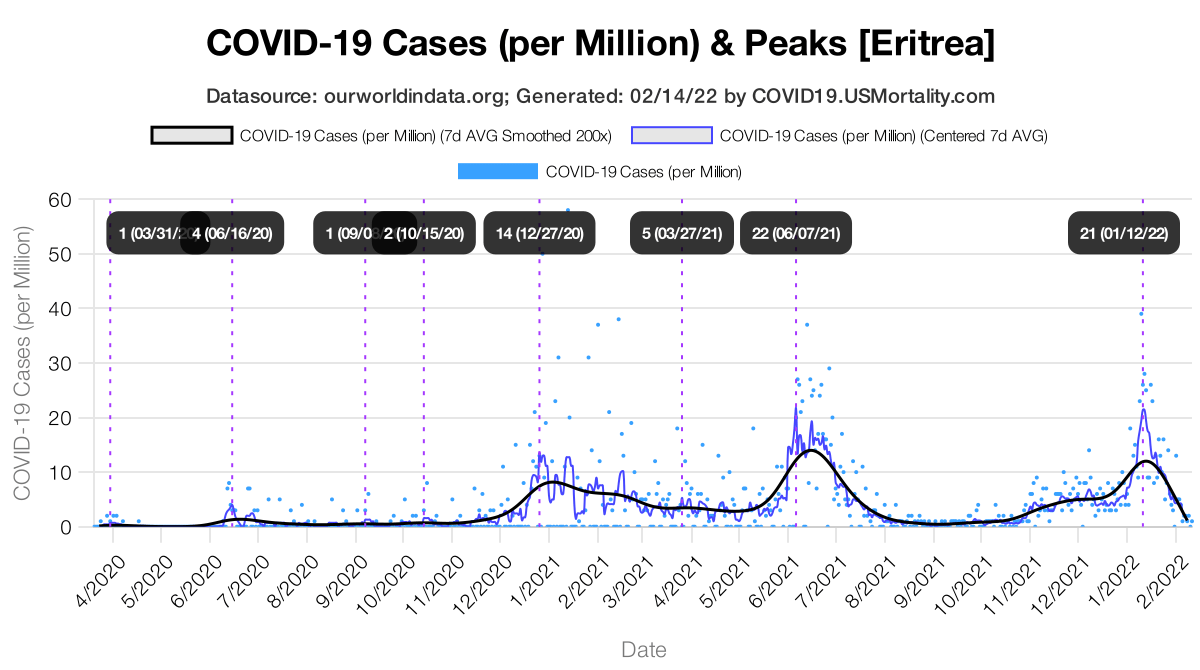 COVID-19 Cases (per Million) & Peaks [Eritrea]
Datasource: ourworldindata.org; Generated: 02/14/22 by COVID19.USMortality.com
COVID-19 Cases (per Million) (7d AVG Smoothed 200x) COVID-19 Cases (per Million) (Centered 7d AVG)
COVID-19 Cases (per Million)
60
1 (03/31/ 4 (06/16/20) 1 (09/0 2 (10/15/20) 14 (12/27/20) 5 (03/27/21) 22 (06/07/21) 21 (01/12/22)
50
40
30
20
10
0
COVID-19 Cases (per Million)
4/2020 5/2020 6/2020 7/2020 8/2020 9/2020 10/2020 11/2020 12/2020 1/2021 2/2021 3/2021 4/2021 5/2021 6/2021 7/2021 8/2021 9/2021 10/2021 11/2021 12/2021 1/2022 2/2022
Date